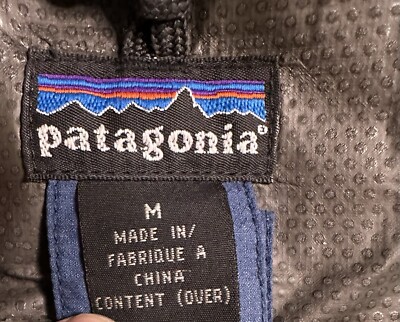 patagonia®
M
MADE IN/
FABRIQUE A
CHINA
CONTENT (OVER)